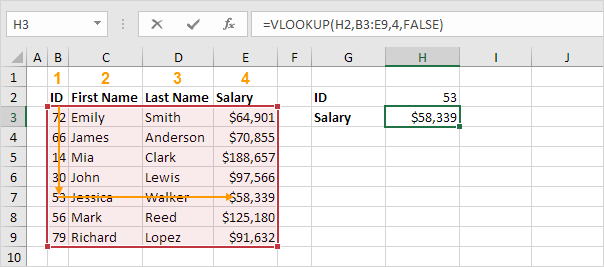 H3 fx =VLOOKUP(H2,B3:E9,4,FALSE)
A B C D E F G H I J
1 1 2 3 4
2 ID First Name Last Name Salary ID 53
3 72 Emily Smith $64,901 Salary $58,339
4 66 James Anderson $70,855
5 14 Mia Clark $188,657
6 30 John Lewis $97,566
7 53 Jessica Walker $58,339
8 56 Mark Reed $125,180
9 79 Richard Lopez $91,632
10